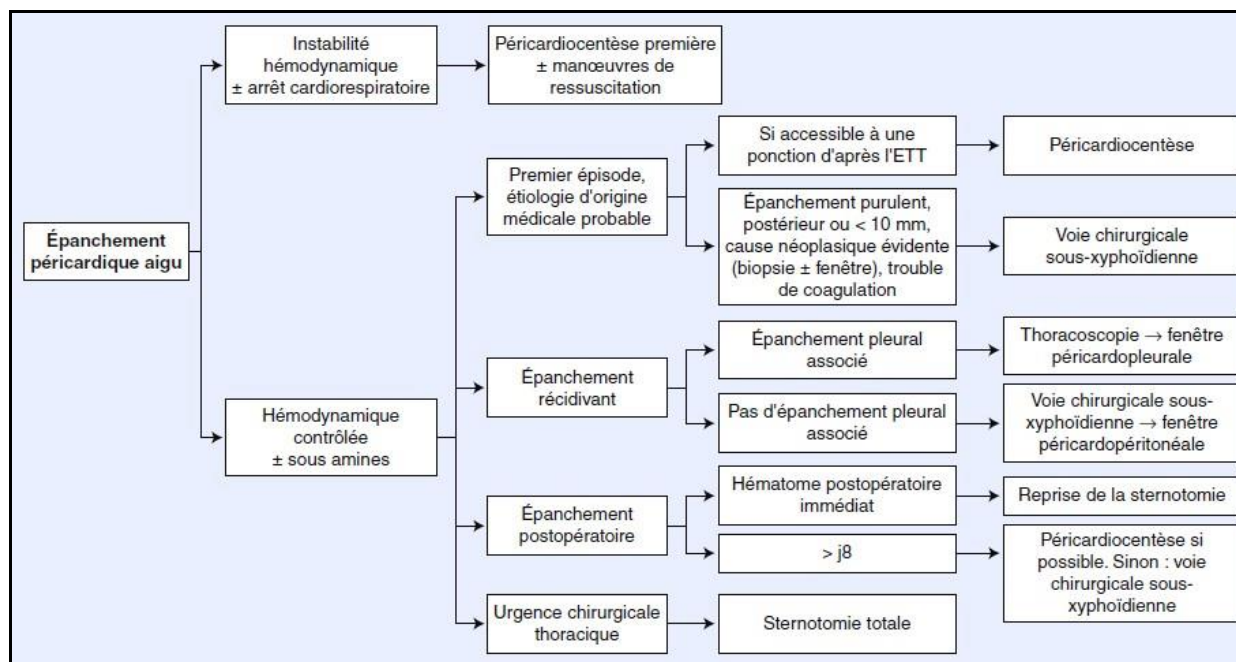 Épanchement
péricardique aigu
Instabilité
hémodynamique
± arrêt cardiorespiratoire
Péricardiocentèse première
± manœuvres de
ressuscitation
Hémodynamique
contrôlée
± sous amines
Premier épisode,
étiologie d'origine
médicale probable
Si accessible à une
ponction d'après l'ETT
Péricardiocentèse
Épanchement purulent,
postérieur ou < 10 mm,
cause néoplasique évidente
(biopsie ± fenêtre), trouble
de coagulation
Voie chirurgicale
sous-xyphoïdienne
Épanchement
récidivant
Épanchement pleural
associé
Thoracoscopie → fenêtre
péricardopleurale
Pas d'épanchement pleural
associé
Voie chirurgicale sous-
xyphoïdienne → fenêtre
péricardopéritonéale
Épanchement
postopératoire
Hématome postopératoire
immédiat
Reprise de la sternotomie
> j8
Péricardiocentèse si
possible. Sinon : voie
chirurgicale sous-
xyphoïdienne
Urgence chirurgicale
thoracique
Sternotomie totale